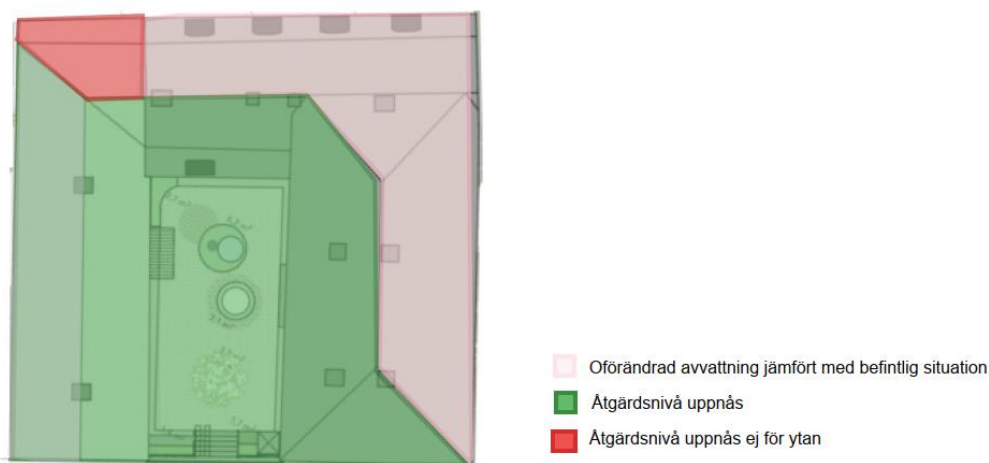 Oförändrad avvattning jämfört med befintlig situation
Åtgärdsnivå uppnås
Åtgärdsnivå uppnås ej för ytan